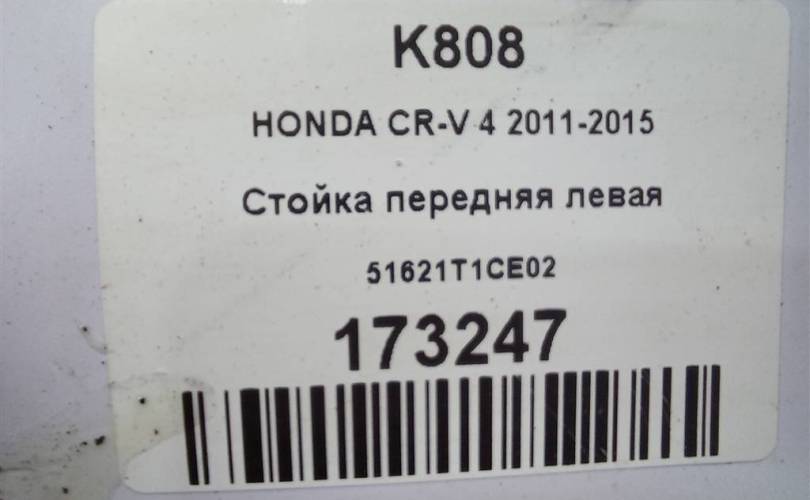 K808
HONDA CR-V 4 2011-2015
Стойка передняя левая
51621T1CE02
173247